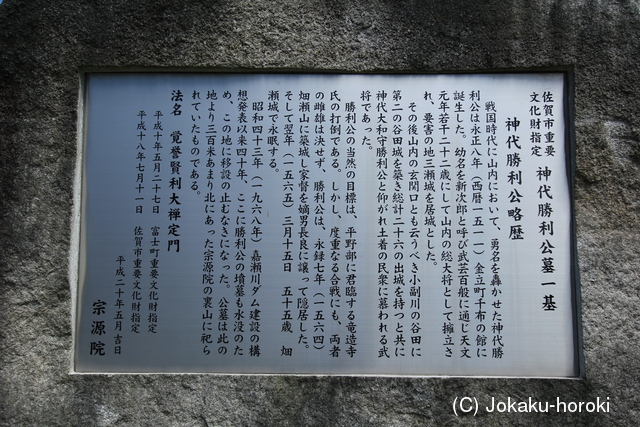 佐賀市重要
文化財指定 神代勝利公墓一基
神代勝利公略歴
戦国時代に山内において、勇名を轟かせた神代勝
利公は永正八年(西暦一五一一)金立町千布の館に
誕生した。幼名を新次郎と呼び武芸百般に通じ天文
元年若干二十二歳にして山内の総大将として擁立さ
れ、要害の地三瀬城を居城とした。
その後山内の玄関口とも云うべき小副川の谷田に
第二の谷田城を築き総計二十六の出城を持つと共に
神代大和守勝利公と仰がれ土着の民衆に慕われる武
将であった。
勝利公の当然の目標は、平野部に君臨する竜造寺
氏の打倒である。しかし、度重なる合戦にも、両者
の雌雄は決せず、勝利公は、永録七年(一五六四)
畑瀬山に築城し家督を嫡男長良に譲って隠居した。
そして翌年(一五六五)三月十五日 五十五歳 畑
瀬城で永眠する。
昭和四十三年(一九六八年)嘉瀬川ダム建設の構
想発表以来四十年、ここに勝利公の墳墓も水没のた
め、この地に移設の止むなきになった。公墓は此の
地より三百米あまり北にあった宗源院の裏山に祀ら
れていたものである。
法名 覚誉賢利大禅定門
平成十年五月二十七日 富士町重要文化財指定
平成十八年七月十一日 佐賀市重要文化財指定
平成二十年五月吉日
宗源院
(C) Jokaku-horoki